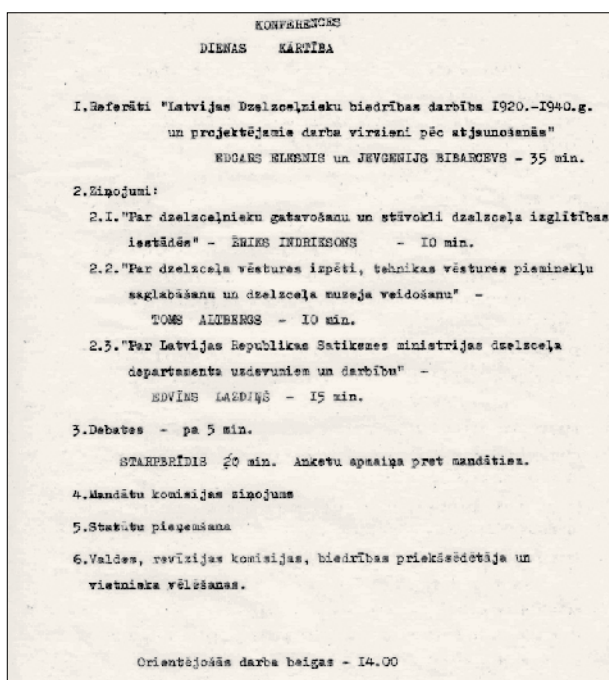 KONFERENCES
DIENAS KĀRTĪBA
I.Referāti "Latvijas Dzelzceļnieku biedrības darbība I920.-I940.g.
un projektējamie darba virzieni pēc atjaunošanās"
EDGARS ELKSNIS un JEVGENIJS BIBARCEVS - 35 min.
2.Ziņojumi:
2.I."Par dzelzceļnieku gatavošanu un stāvokli dzelzceļa izglītības
iestādēs" - ĒRIKS INDRIKSONS - IO min.
2.2."Par dzelzceļa vēstures izpēti, tehnikas vēstures pieminekļu
saglabāšanu un dzelzceļa muzeja veidošanu" -
TOMS ALTBERGS - IO min.
2.3."Par Latvijas Republikas Satiksmes ministrijas dzelzceļa
departamenta uzdevumiem un darbību" -
EDVĪNS LAZDIŅŠ - I5 min.
3.Debates - pa 5 min.
STARPBRĪDIS 20 min. Anketu apmaiņa pret mandātiem.
4.Mandātu komisijas ziņojums
5.Statūtu pieņemšana
6.Valdes, revīzijas komisijas, biedrības priekšsēdētāja un
vietnieka vēlēšanas.
Orientējošās darba beigas - I4.00